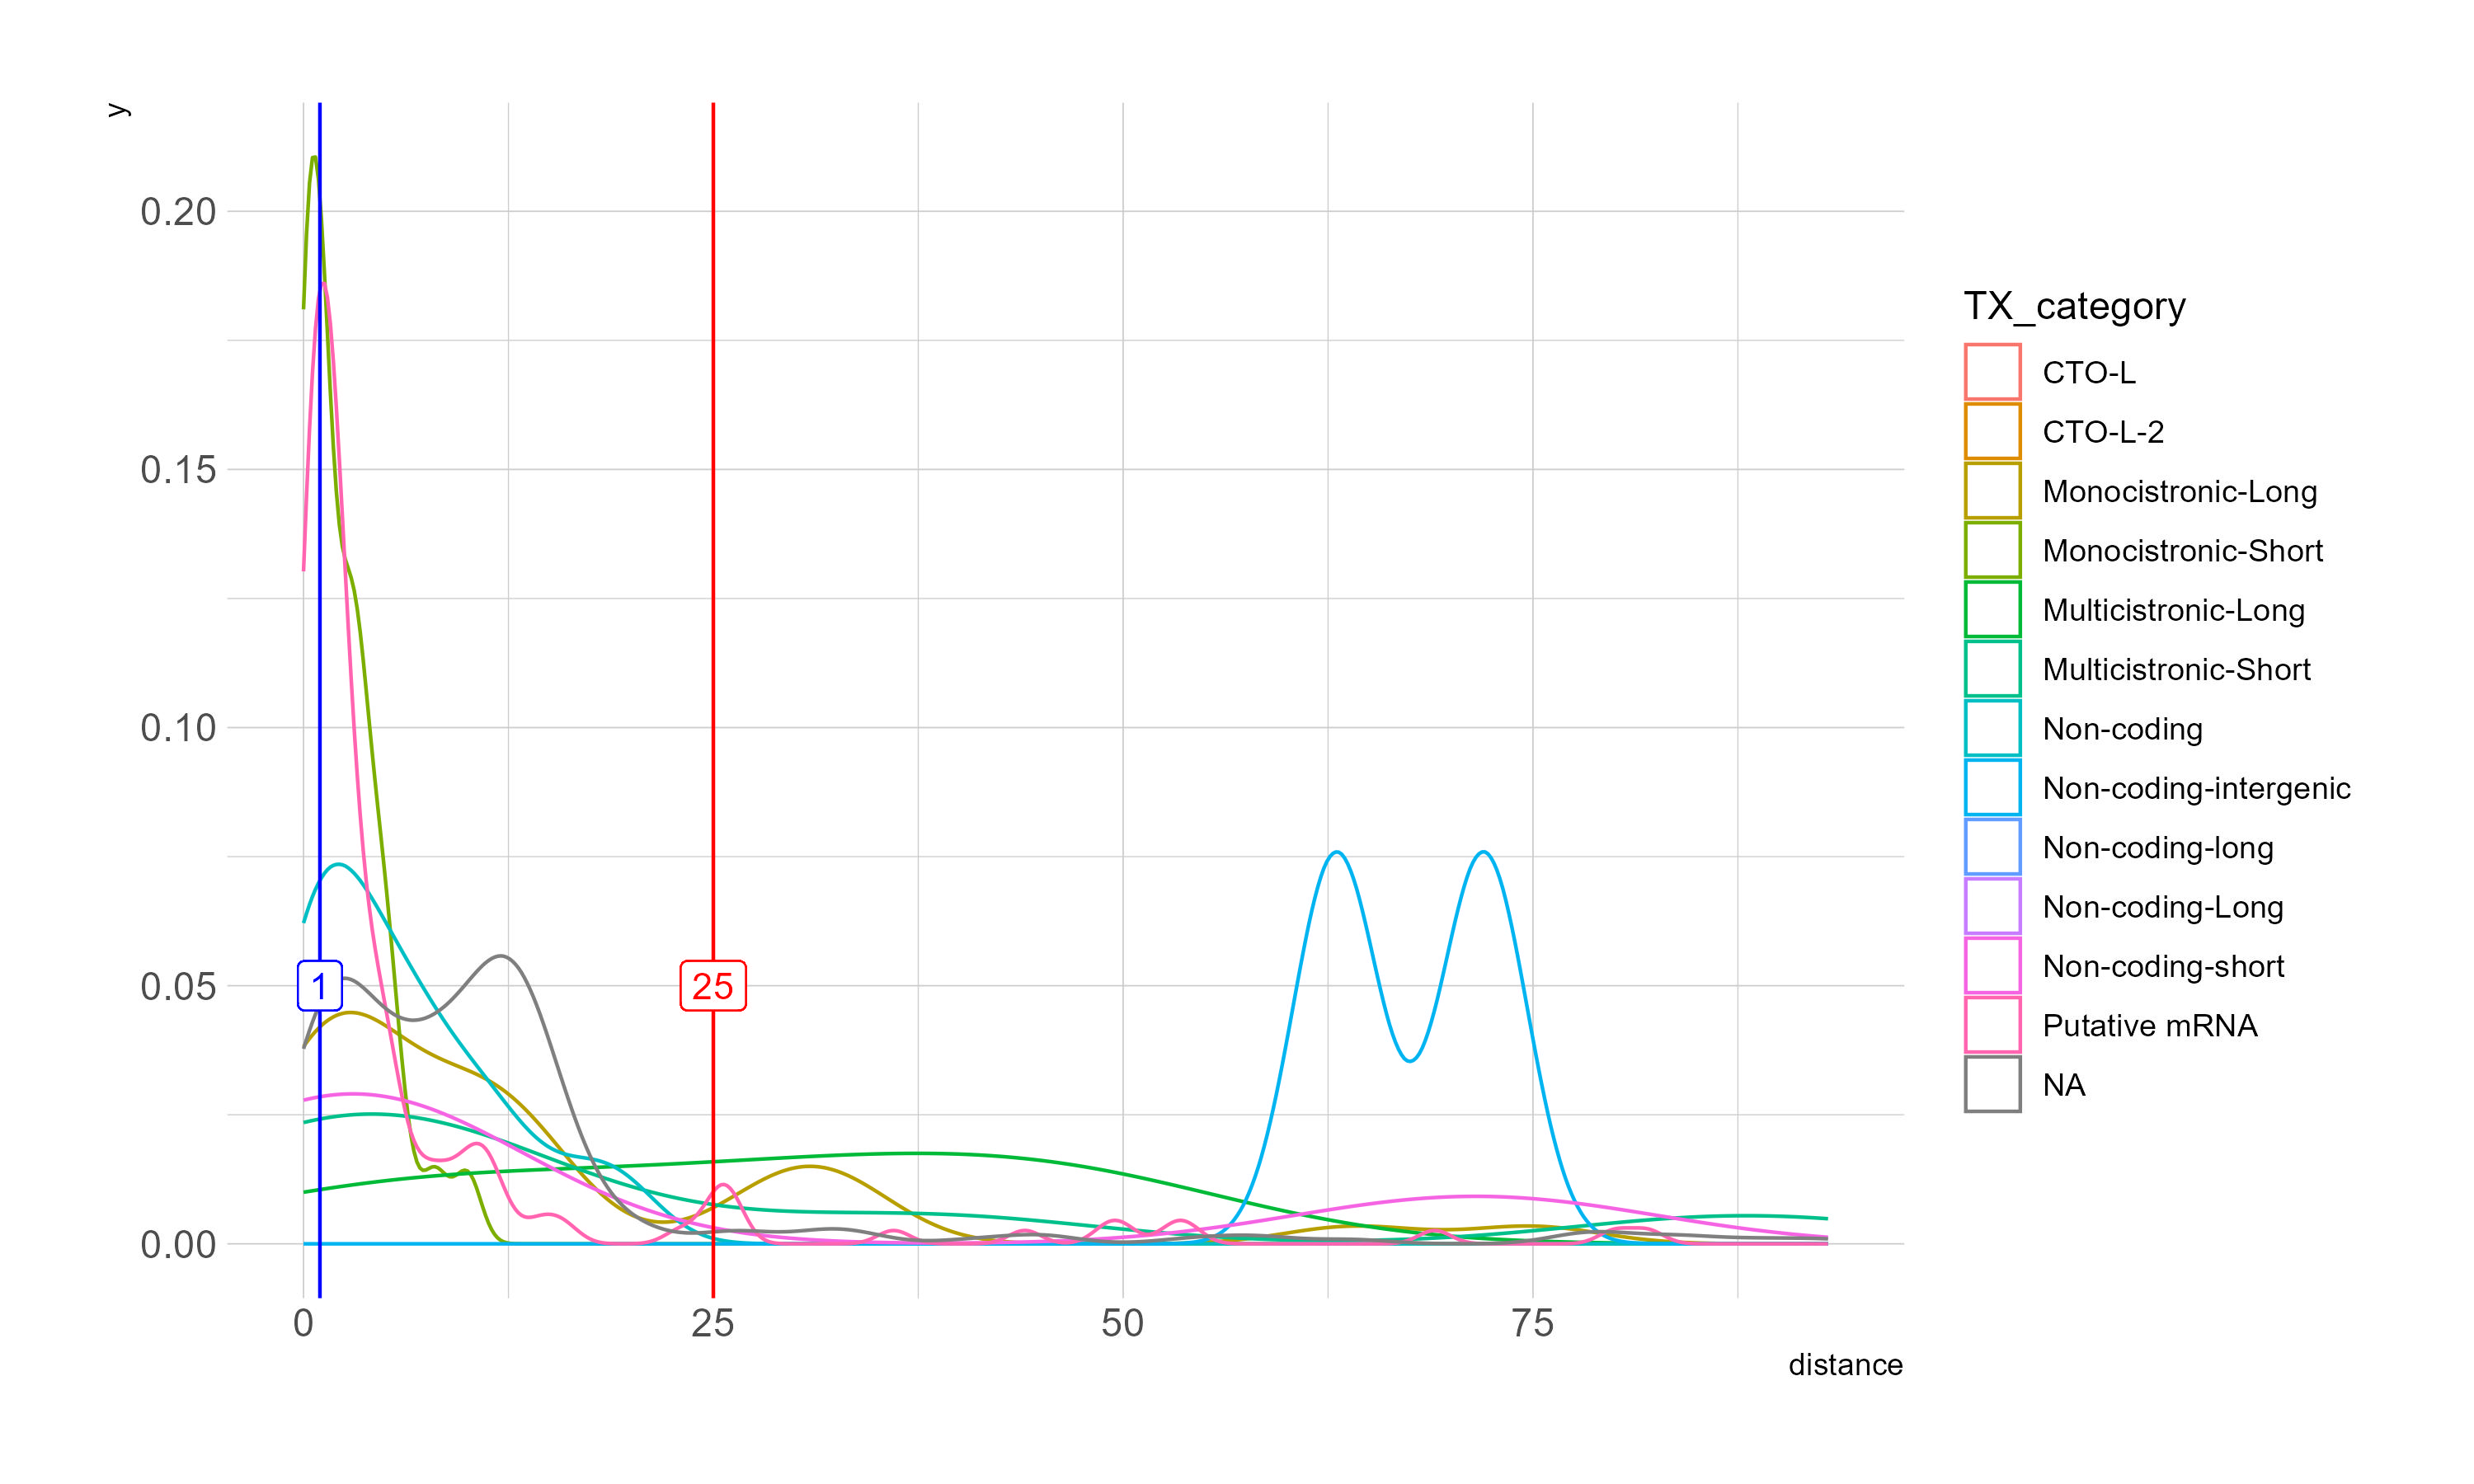 y
0.20
0.15
0.10
0.05
0.00
1
25
0
25
50
75
distance
TX_category
CTO-L
CTO-L-2
Monocistronic-Long
Monocistronic-Short
Multicistronic-Long
Multicistronic-Short
Non-coding
Non-coding-intergenic
Non-coding-long
Non-coding-Long
Non-coding-short
Putative mRNA
NA